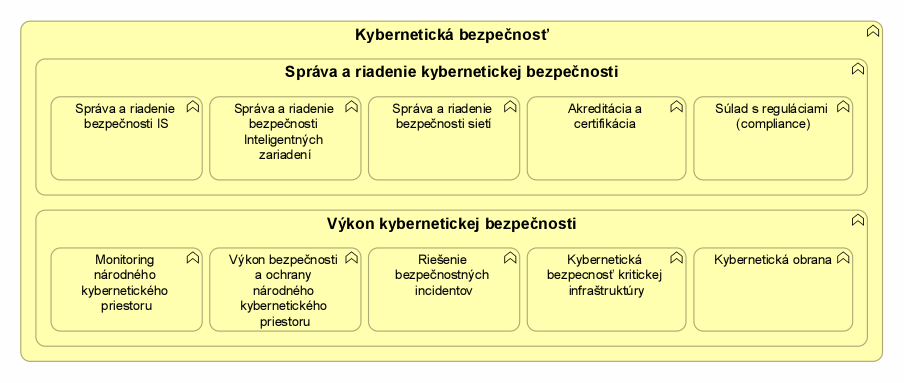 Kybernetická bezpečnosť
Správa a riadenie kybernetickej bezpečnosti
Správa a riadenie
bezpečnosti IS
Správa a riadenie
bezpečnosti
Inteligentných
zariadení
Správa a riadenie
bezpečnosti sietí
Akreditácia a
certifikácia
Súlad s reguláciami
(compliance)
Výkon kybernetickej bezpečnosti
Monitoring
národného
kybernetického
priestoru
Výkon bezpečnosti
a ochrany
národného
kybernetického
priestoru
Riešenie
bezpečnostných
incidentov
Kybernetická
bezpecnosť kritickej
infraštruktúry
Kybernetická obrana